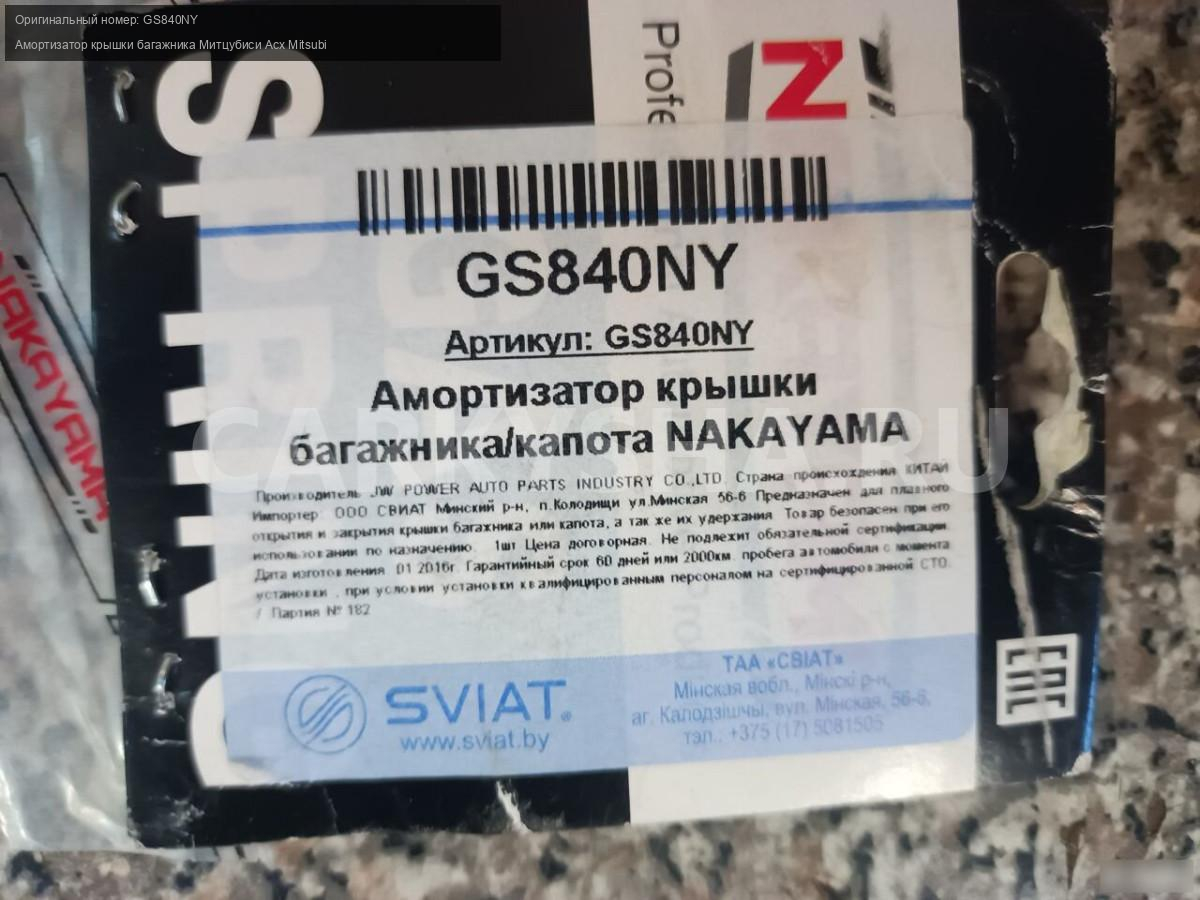 Оригинальный номер: GS840NY
Амортизатор крышки багажника Митцубиси Асх Mitsubi
SPRING
Profe
N
NAKAYAMA
GS840NY
Артикул: GS840NY
Амортизатор крышки
багажника/капота NAKAYAMA
CARKYSHA.RU
Производитель JW POWER AUTO PARTS INDUSTRY CO.,LTD. Страна происхождения КИТАЙ
Импортер: ООО СВИАТ Минский р-н, п.Колодищи ул.Минская 56-6 Предназначен для плавного
открытия и закрытия крышки багажника или капота, а так же их удержания Товар безопасен при его
использовании по назначению. 1шт Цена договорная. Не подлежит обязательной сертификации.
Дата изготовления 01.2016г. Гарантийный срок 60 дней или 2000км. пробега автомобиля с момента
установки , при условии установки квалифицированным персоналом на сертифицированной СТО.
/ Партия № 182
SVIAT
www.sviat.by
ТАА «СВІАТ»
Мінская вобл., Мінскі р-н,
аг. Калодзішчы, вул. Мінская, 56-6,
тэл.: +375 (17) 5081505